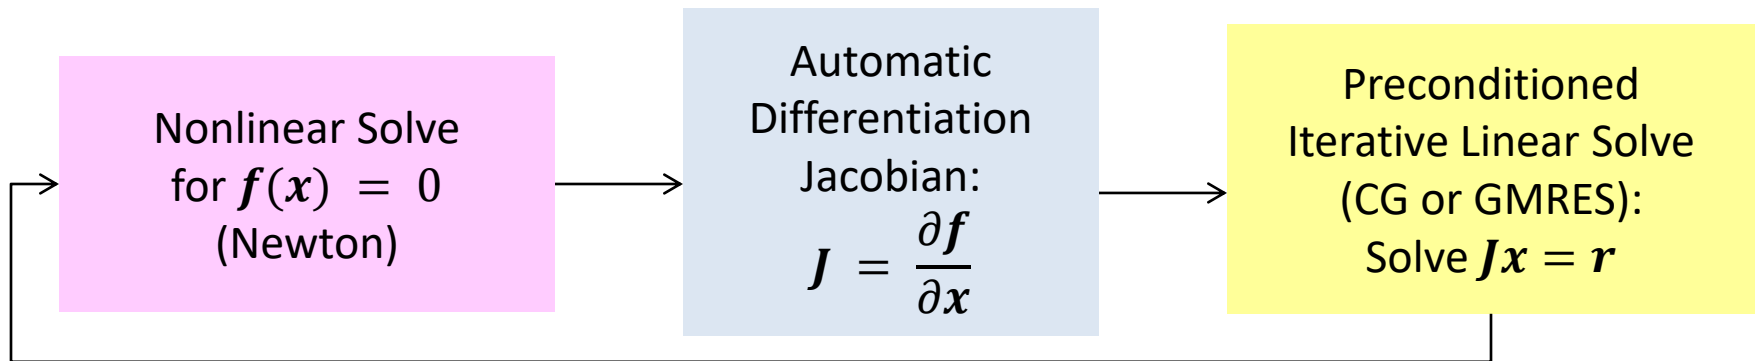 Nonlinear Solve
for f(x) = 0
(Newton)
Automatic
Differentiation
Jacobian:
J = ∂f/∂x
Preconditioned
Iterative Linear Solve
(CG or GMRES):
Solve Jx = r